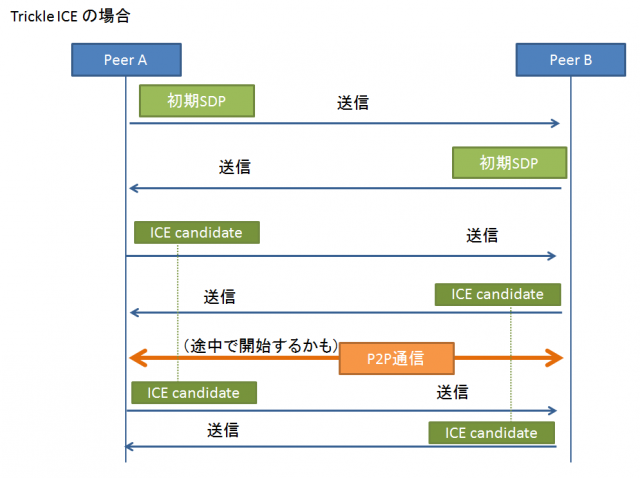 Trickle ICE の場合
Peer A
Peer B
初期SDP
送信
送信
初期SDP
ICE candidate
送信
送信
ICE candidate
(途中で開始するかも)
P2P通信
ICE candidate
送信
送信
ICE candidate